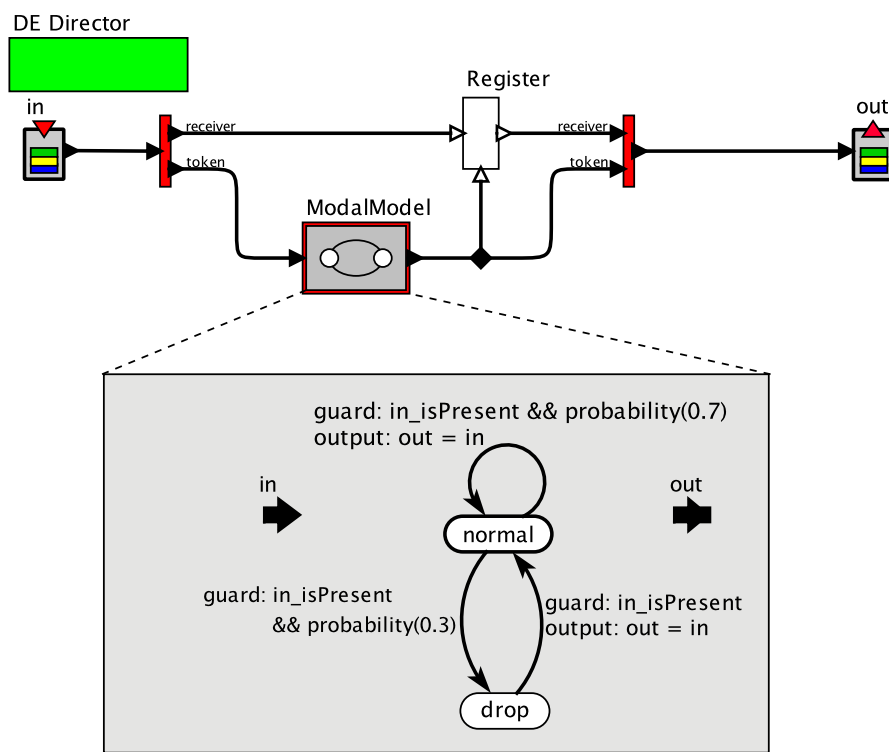 DE Director
Register
in
out
receiver
receiver
token
token
ModalModel
guard: in_isPresent && probability(0.7)
output: out = in
in
out
normal
guard: in_isPresent
&& probability(0.3)
guard: in_isPresent
output: out = in
drop